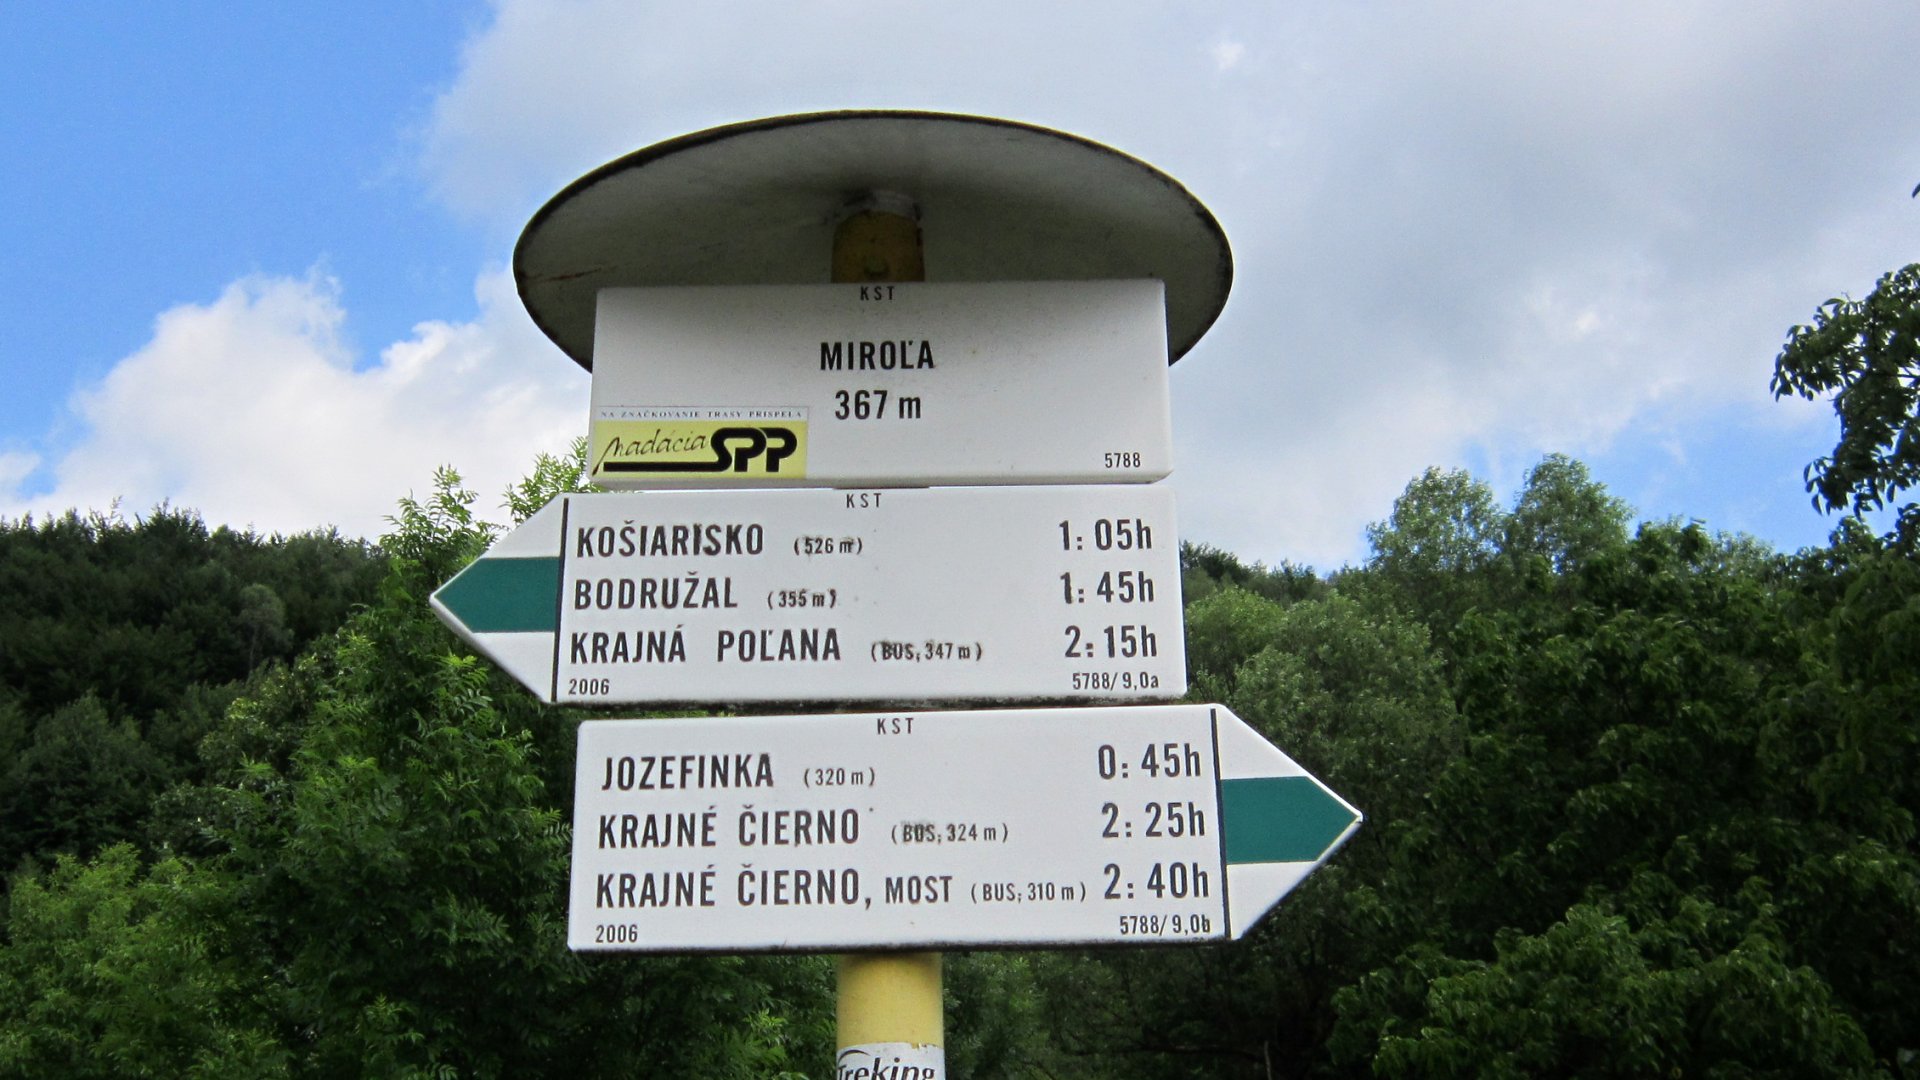 KST
MIROĽA
367 m
NA ZNAČKOVANIE TRASY PRISPELA
Nadácia SPP
5788
KST
KOŠIARISKO (526 m) 1:05h
BODRUŽAL (355 m) 1:45h
KRAJNÁ POĽANA (BUS, 347 m) 2:15h
2006 5788/9,0a
KST
JOZEFINKA (320 m) 0:45h
KRAJNÉ ČIERNO (BUS, 324 m) 2:25h
KRAJNÉ ČIERNO, MOST (BUS, 310 m) 2:40h
2006 5788/9,0b
Treking